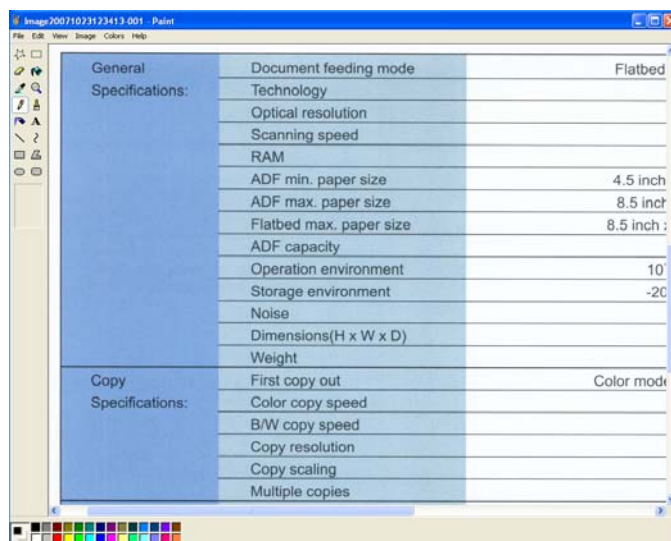 Image20071023123413-001 - Paint
File Edit View Image Colors Help
General Document feeding mode Flatbed
Specifications: Technology
Optical resolution
Scanning speed
RAM
ADF min. paper size 4.5 inch
ADF max. paper size 8.5 inch
Flatbed max. paper size 8.5 inch
ADF capacity
Operation environment 10
Storage environment -20
Noise
Dimensions(H x W x D)
Weight
Copy First copy out Color mode
Specifications: Color copy speed
B/W copy speed
Copy resolution
Copy scaling
Multiple copies